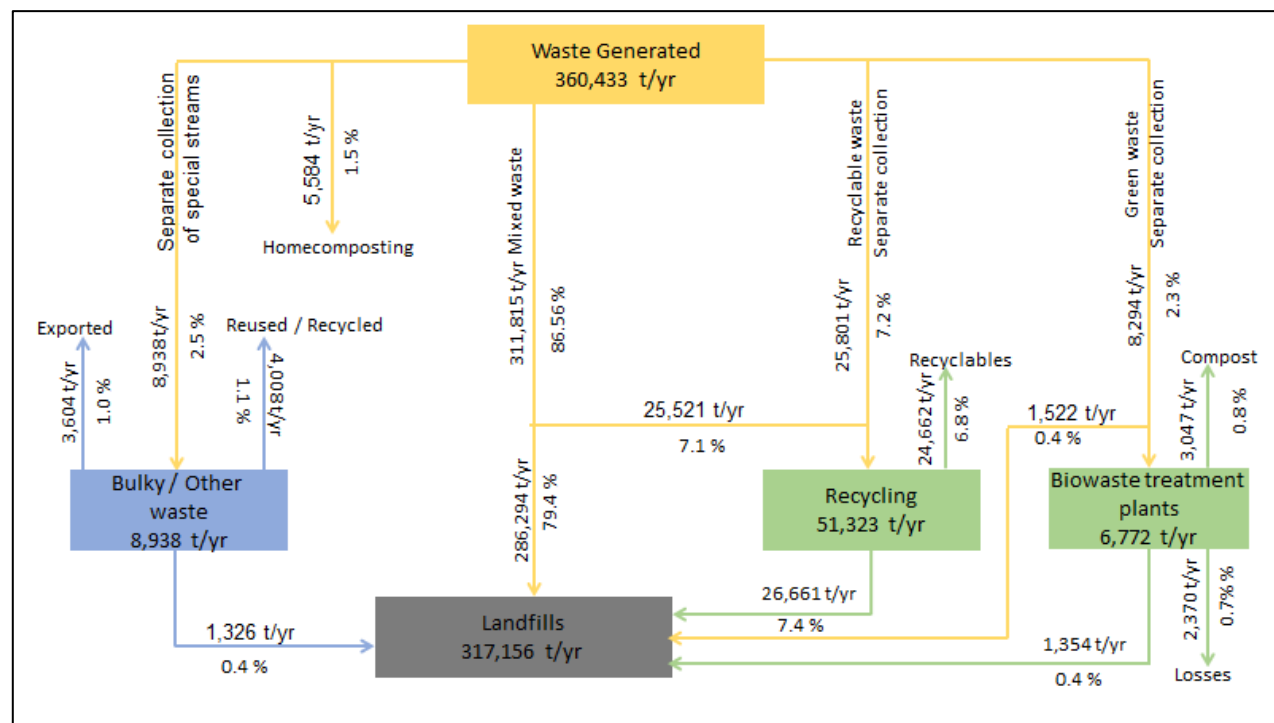 Waste Generated
360,433 t/yr
Separate collection
of special streams
8,938 t/yr
2.5 %
5,584 t/yr
1.5 %
Homecomposting
Mixed waste
311,815 t/yr
86.56 %
Recyclable waste
Separate collection
25,801 t/yr
7.2 %
Green waste
Separate collection
8,294 t/yr
2.3 %
Exported
3,604 t/yr
1.0 %
Reused / Recycled
4,008 t/yr
1.1 %
25,521 t/yr
7.1 %
Recyclables
24,662 t/yr
6.8 %
1,522 t/yr
0.4 %
Compost
3,047 t/yr
0.8 %
Bulky / Other
waste
8,938 t/yr
286,294 t/yr
79.4 %
Recycling
51,323 t/yr
Biowaste treatment
plants
6,772 t/yr
1,326 t/yr
0.4 %
Landfills
317,156 t/yr
26,661 t/yr
7.4 %
1,354 t/yr
0.4 %
2,370 t/yr
0.7% %
Losses